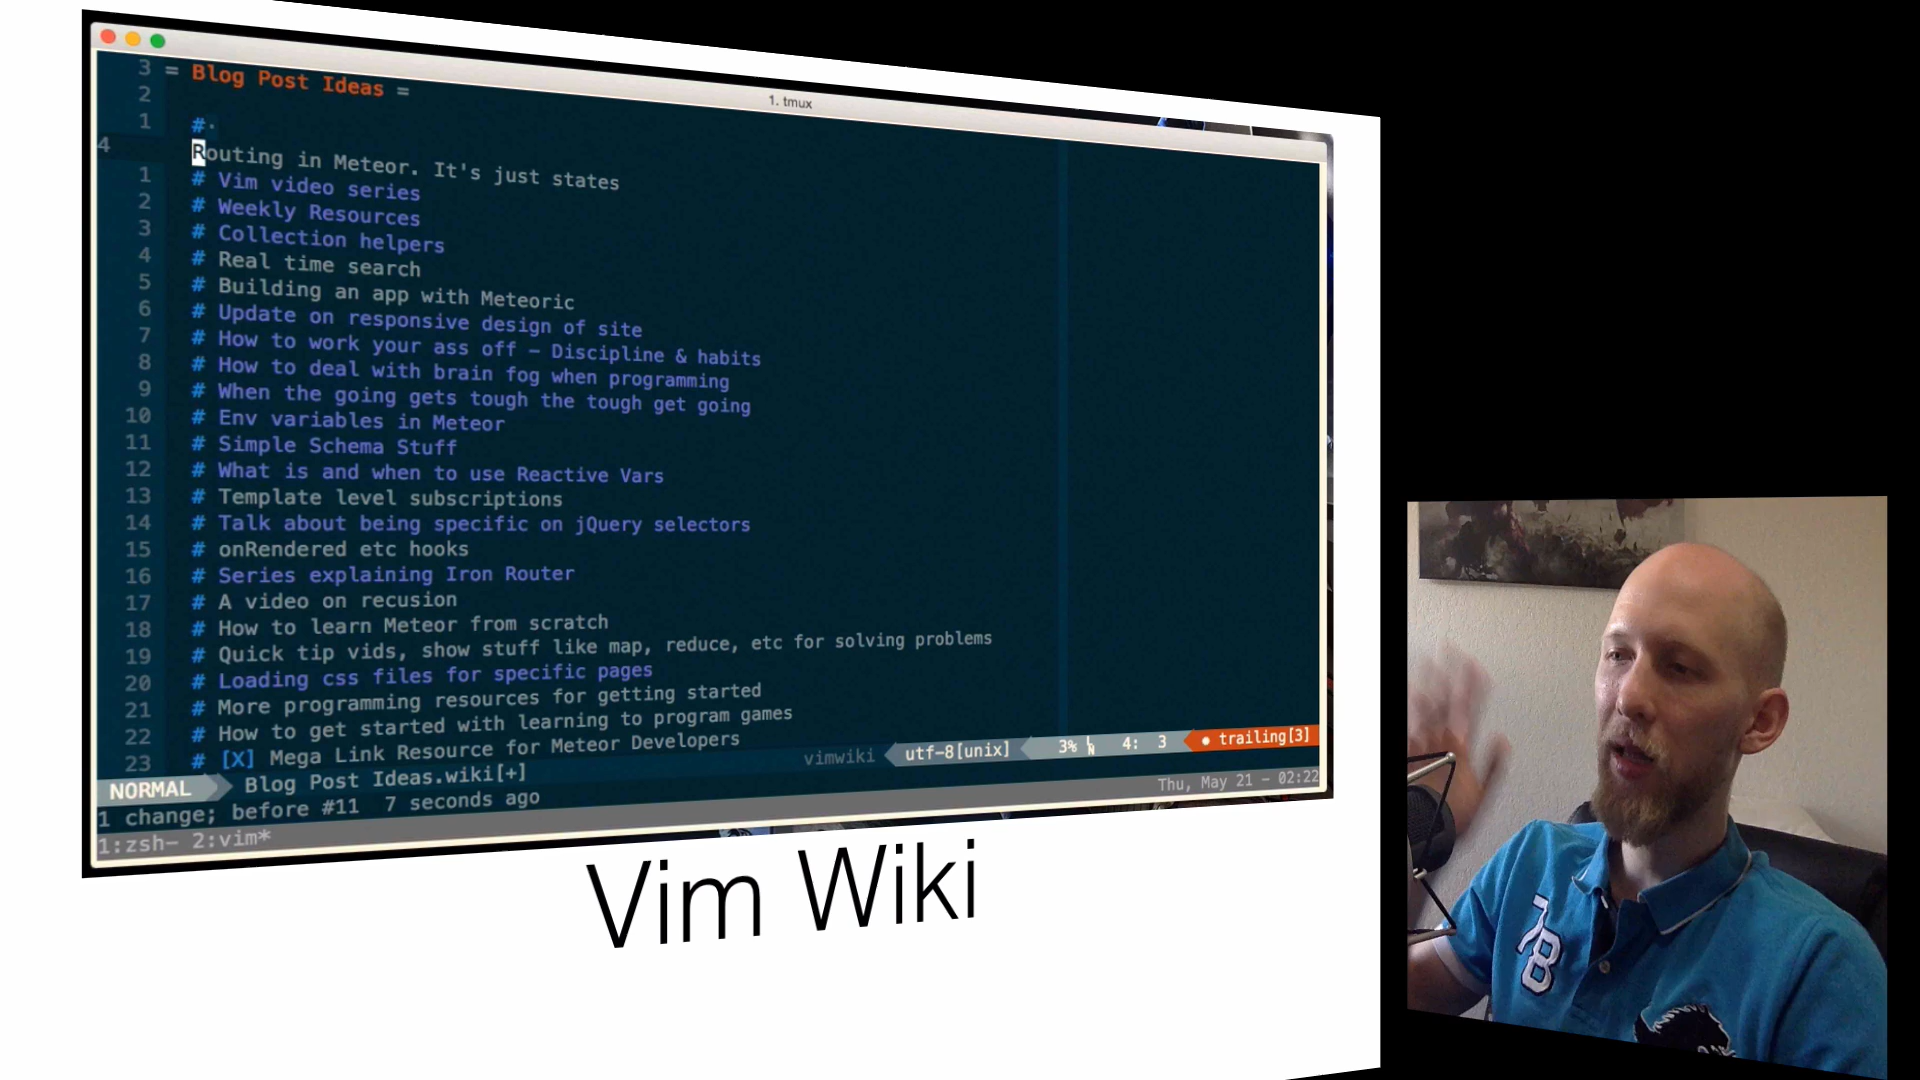 1. tmux
3 = Blog Post Ideas =
2
1 # ·
4 Routing in Meteor. It's just states
1 # Vim video series
2 # Weekly Resources
3 # Collection helpers
4 # Real time search
5 # Building an app with Meteoric
6 # Update on responsive design of site
7 # How to work your ass off – Discipline & habits
8 # How to deal with brain fog when programming
9 # When the going gets tough the tough get going
10 # Env variables in Meteor
11 # Simple Schema Stuff
12 # What is and when to use Reactive Vars
13 # Template level subscriptions
14 # Talk about being specific on jQuery selectors
15 # onRendered etc hooks
16 # Series explaining Iron Router
17 # A video on recusion
18 # How to learn Meteor from scratch
19 # Quick tip vids, show stuff like map, reduce, etc for solving problems
20 # Loading css files for specific pages
21 # More programming resources for getting started
22 # How to get started with learning to program games
23 # [X] Mega Link Resource for Meteor Developers
NORMAL Blog Post Ideas.wiki[+] vimwiki utf-8[unix] 3% LN 4: 3 ● trailing[3]
1 change; before #11 7 seconds ago
1:zsh- 2:vim* Thu, May 21 – 02:22
Vim Wiki
78